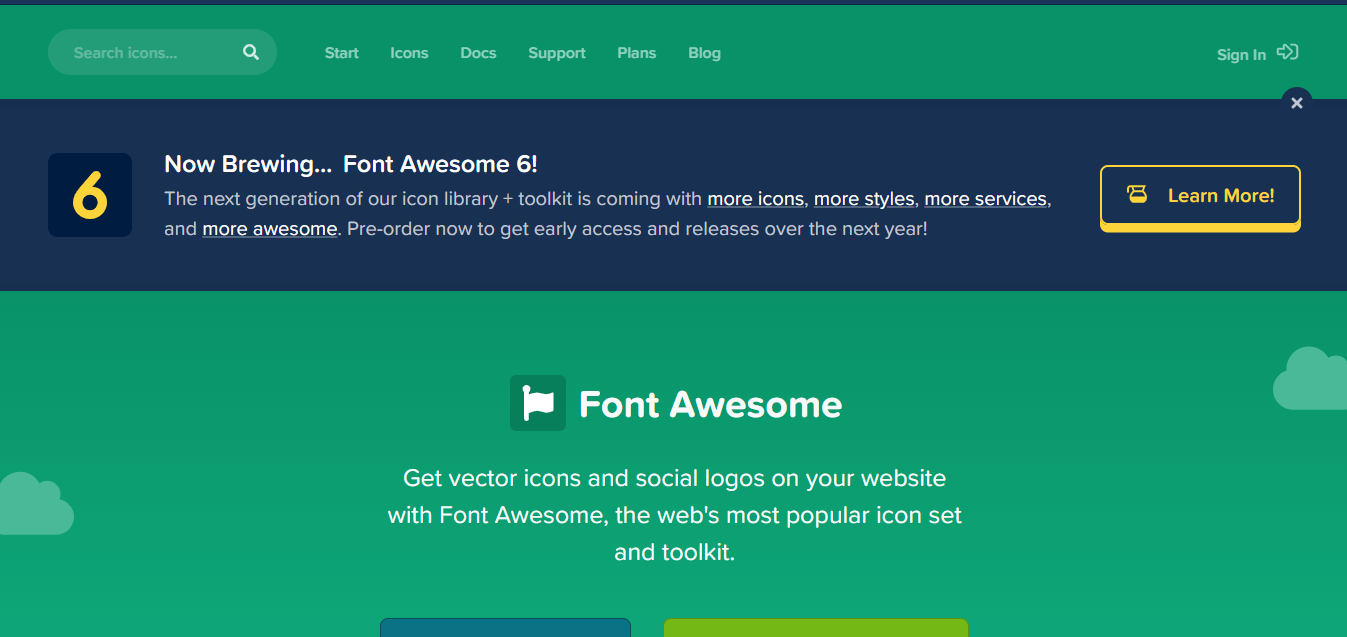 Search icons...
Start
Icons
Docs
Support
Plans
Blog
Sign In
6
Now Brewing... Font Awesome 6!
The next generation of our icon library + toolkit is coming with more icons, more styles, more services,
and more awesome. Pre-order now to get early access and releases over the next year!
Learn More!
Font Awesome
Get vector icons and social logos on your website
with Font Awesome, the web's most popular icon set
and toolkit.